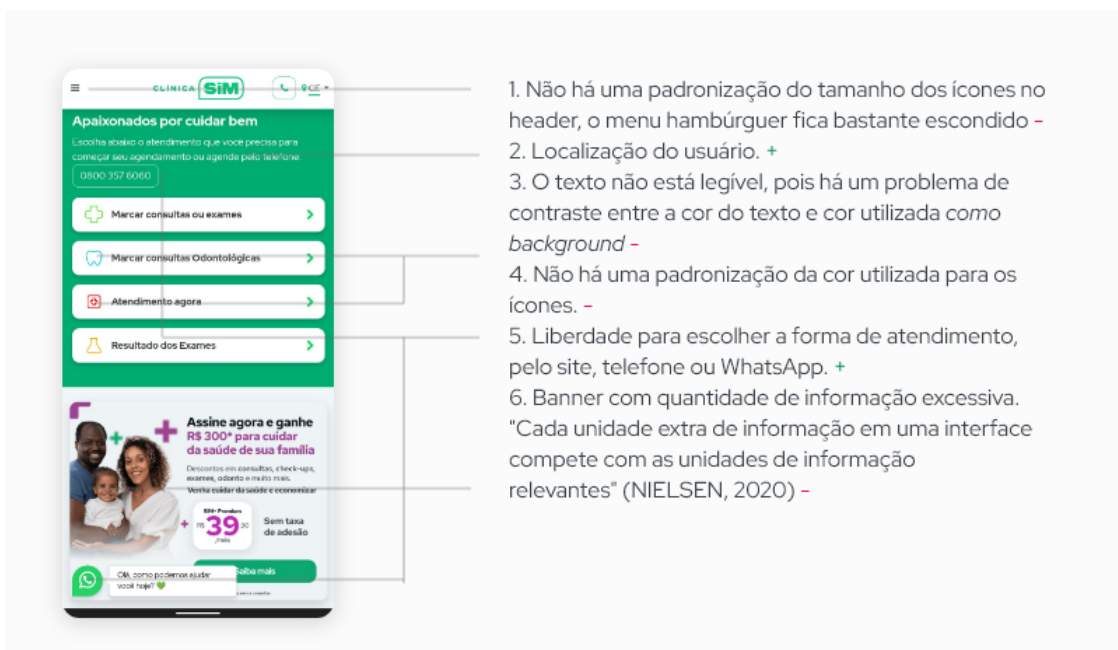 CLÍNICA SiM
CE
Apaixonados por cuidar bem
Escolha abaixo o atendimento que você precisa para
começar seu agendamento ou agende pelo telefone:
0800 357 6060
Marcar consultas ou exames
Marcar consultas Odontológicas
Atendimento agora
Resultado dos Exames
Assine agora e ganhe
R$ 300* para cuidar
da saúde de sua família
Descontos em consultas, check-ups,
exames, odonto e muito mais.
Venha cuidar da saúde e economizar
R$ 39
/mês
Sem taxa
de adesão
Saiba mais
Olá, como podemos ajudar
você hoje? 💚
1. Não há uma padronização do tamanho dos ícones no
header, o menu hambúrguer fica bastante escondido -
2. Localização do usuário. +
3. O texto não está legível, pois há um problema de
contraste entre a cor do texto e cor utilizada como
background -
4. Não há uma padronização da cor utilizada para os
ícones. -
5. Liberdade para escolher a forma de atendimento,
pelo site, telefone ou WhatsApp. +
6. Banner com quantidade de informação excessiva.
"Cada unidade extra de informação em uma interface
compete com as unidades de informação
relevantes" (NIELSEN, 2020) -